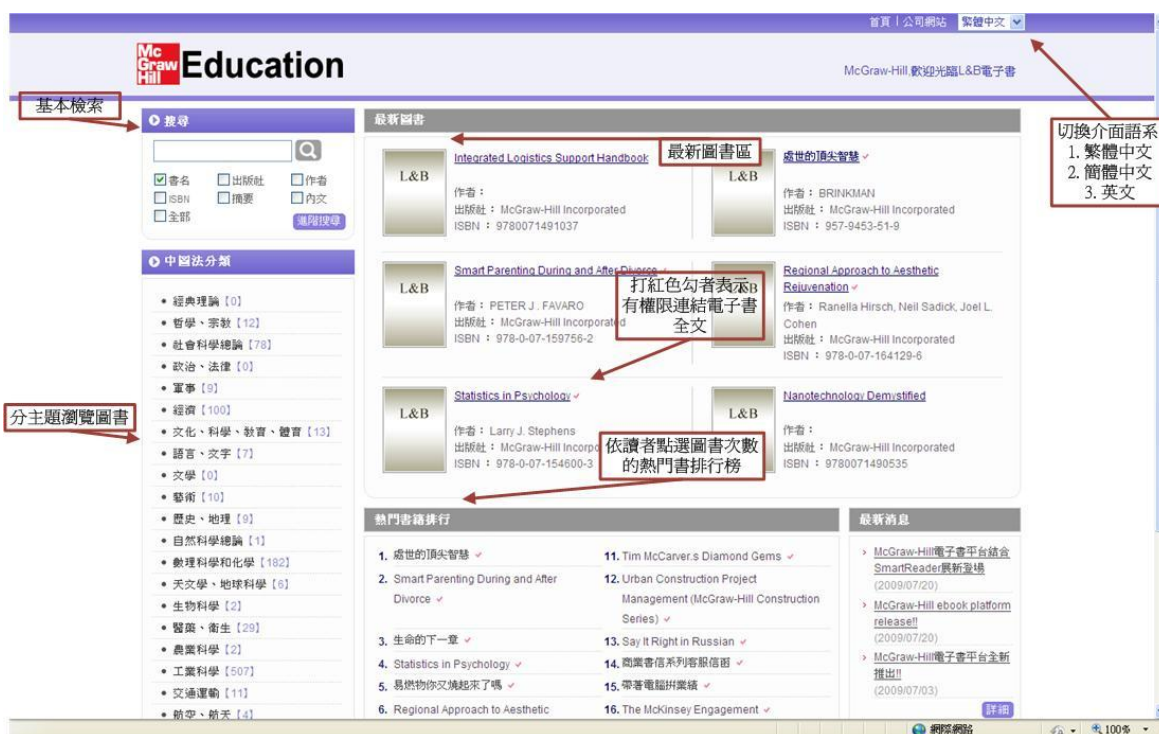 首頁 | 公司網站 繁體中文
Mc Graw Hill Education
McGraw-Hill,歡迎光臨L&B電子書
基本檢索
搜尋
書名 出版社 作者
ISBN 摘要 內文
全部 進階搜尋
中圖法分類
分主題瀏覽圖書
經典理論【0】
哲學、宗教【12】
社會科學總論【78】
政治、法律【0】
軍事【9】
經濟【100】
文化、科學、教育、體育【13】
語言、文字【7】
文學【0】
藝術【10】
歷史、地理【9】
自然科學總論【1】
數理科學和化學【182】
天文學、地球科學【6】
生物科學【2】
醫藥、衛生【29】
農業科學【2】
工業科學【507】
交通運輸【11】
航空、航天【4】
最新圖書
最新圖書區
L&B
Integrated Logistics Support Handbook
作者：
出版社：McGraw-Hill Incorporated
ISBN：9780071491037
L&B
處世的頂尖智慧
作者：BRINKMAN
出版社：McGraw-Hill Incorporated
ISBN：957-9453-51-9
L&B
Smart Parenting During and After Divorce
作者：PETER J. FAVARO
出版社：McGraw-Hill Incorporated
ISBN：978-0-07-159756-2
打紅色勾者表示
有權限連結電子書
全文
L&B
Regional Approach to Aesthetic
Rejuvenation
作者：Ranella Hirsch, Neil Sadick, Joel L.
Cohen
出版社：McGraw-Hill Incorporated
ISBN：978-0-07-164129-6
L&B
Statistics in Psychology
作者：Larry J. Stephens
出版社：McGraw-Hill Incorpo
ISBN：978-0-07-154600-3
L&B
Nanotechnology Demystified
作者：
出版社：McGraw-Hill Incorporated
ISBN：9780071490535
依讀者點選圖書次數
的熱門書排行榜
切換介面語系
1. 繁體中文
2. 簡體中文
3. 英文
熱門書籍排行
1. 處世的頂尖智慧
2. Smart Parenting During and After
Divorce
3. 生命的下一章
4. Statistics in Psychology
5. 易燃物你又燒起來了嗎
6. Regional Approach to Aesthetic
11. Tim McCarver.s Diamond Gems
12. Urban Construction Project
Management (McGraw-Hill Construction
Series)
13. Say It Right in Russian
14. 商業書信系列客服信函
15. 帶著電腦拼業績
16. The McKinsey Engagement
最新消息
McGraw-Hill電子書平台結合
SmartReader展新登場
(2009/07/20)
McGraw-Hill ebook platform
release!!
(2009/07/20)
McGraw-Hill電子書平台全新
推出!!
(2009/07/03)
詳細
網際網路 100%